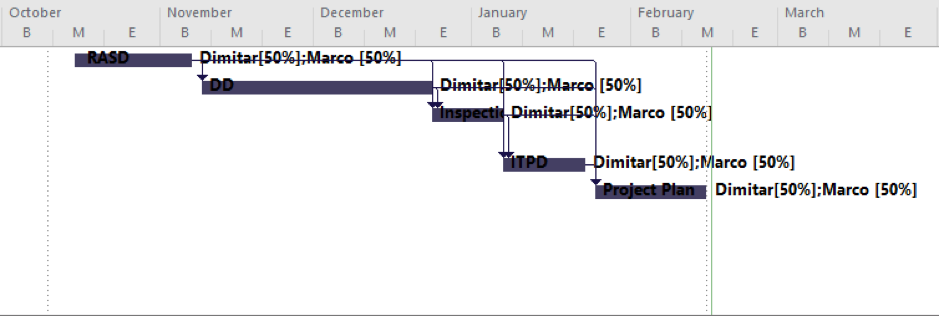 October November December January February March
B M E B M E B M E B M E B M E B M E
RASD Dimitar[50%];Marco [50%]
DD Dimitar[50%];Marco [50%]
Inspectic Dimitar[50%];Marco [50%]
ITPD Dimitar[50%];Marco [50%]
Project Plan Dimitar[50%];Marco [50%]